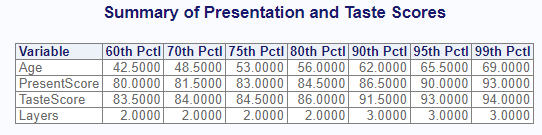 Summary of Presentation and Taste Scores
Variable 60th Pctl 70th Pctl 75th Pctl 80th Pctl 90th Pctl 95th Pctl 99th Pctl
Age 42.5000 48.5000 53.0000 56.0000 62.0000 65.5000 69.0000
PresentScore 80.0000 81.5000 83.0000 84.5000 86.5000 90.0000 93.0000
TasteScore 83.5000 84.0000 84.5000 86.0000 91.5000 93.0000 94.0000
Layers 2.0000 2.0000 2.0000 2.0000 3.0000 3.0000 3.0000